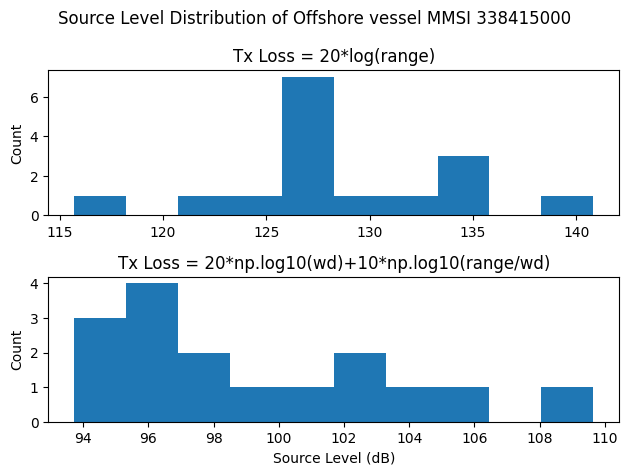 Source Level Distribution of Offshore vessel MMSI 338415000
Tx Loss = 20*log(range)
Count
6
4
2
0
115 120 125 130 135 140
Tx Loss = 20*np.log10(wd)+10*np.log10(range/wd)
Count
4
3
2
1
0
94 96 98 100 102 104 106 108 110
Source Level (dB)